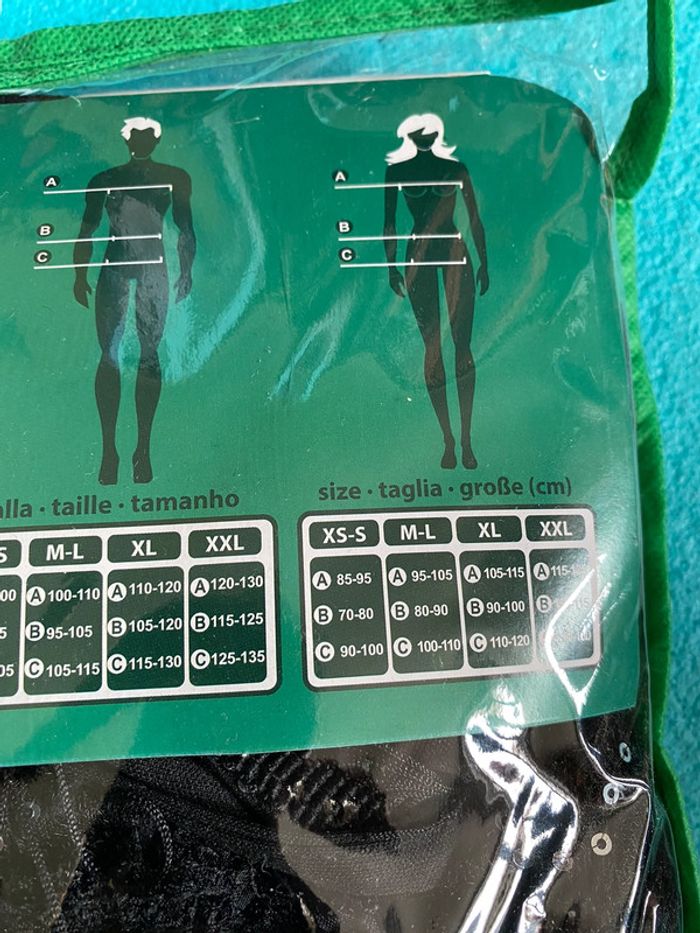 A
B
C
A
B
C
taille · tamanho
size · taglia · große (cm)
M-L XL XXL
A 100-110 A 110-120 A 120-130
B 95-105 B 105-120 B 115-125
C 105-115 C 115-130 C 125-135
XS-S M-L XL XXL
A 85-95 A 95-105 A 105-115 A
B 70-80 B 80-90 B 90-100 B
C 90-100 C 100-110 C 110-120